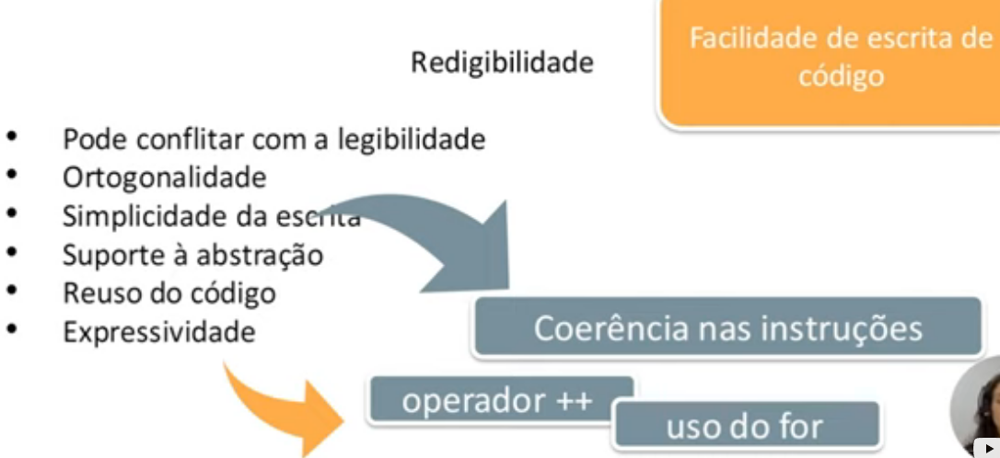 Facilidade de escrita de
código
Redigibilidade
• Pode conflitar com a legibilidade
• Ortogonalidade
• Simplicidade da escrita
• Suporte à abstração
• Reuso do código
• Expressividade
Coerência nas instruções
operador ++
uso do for